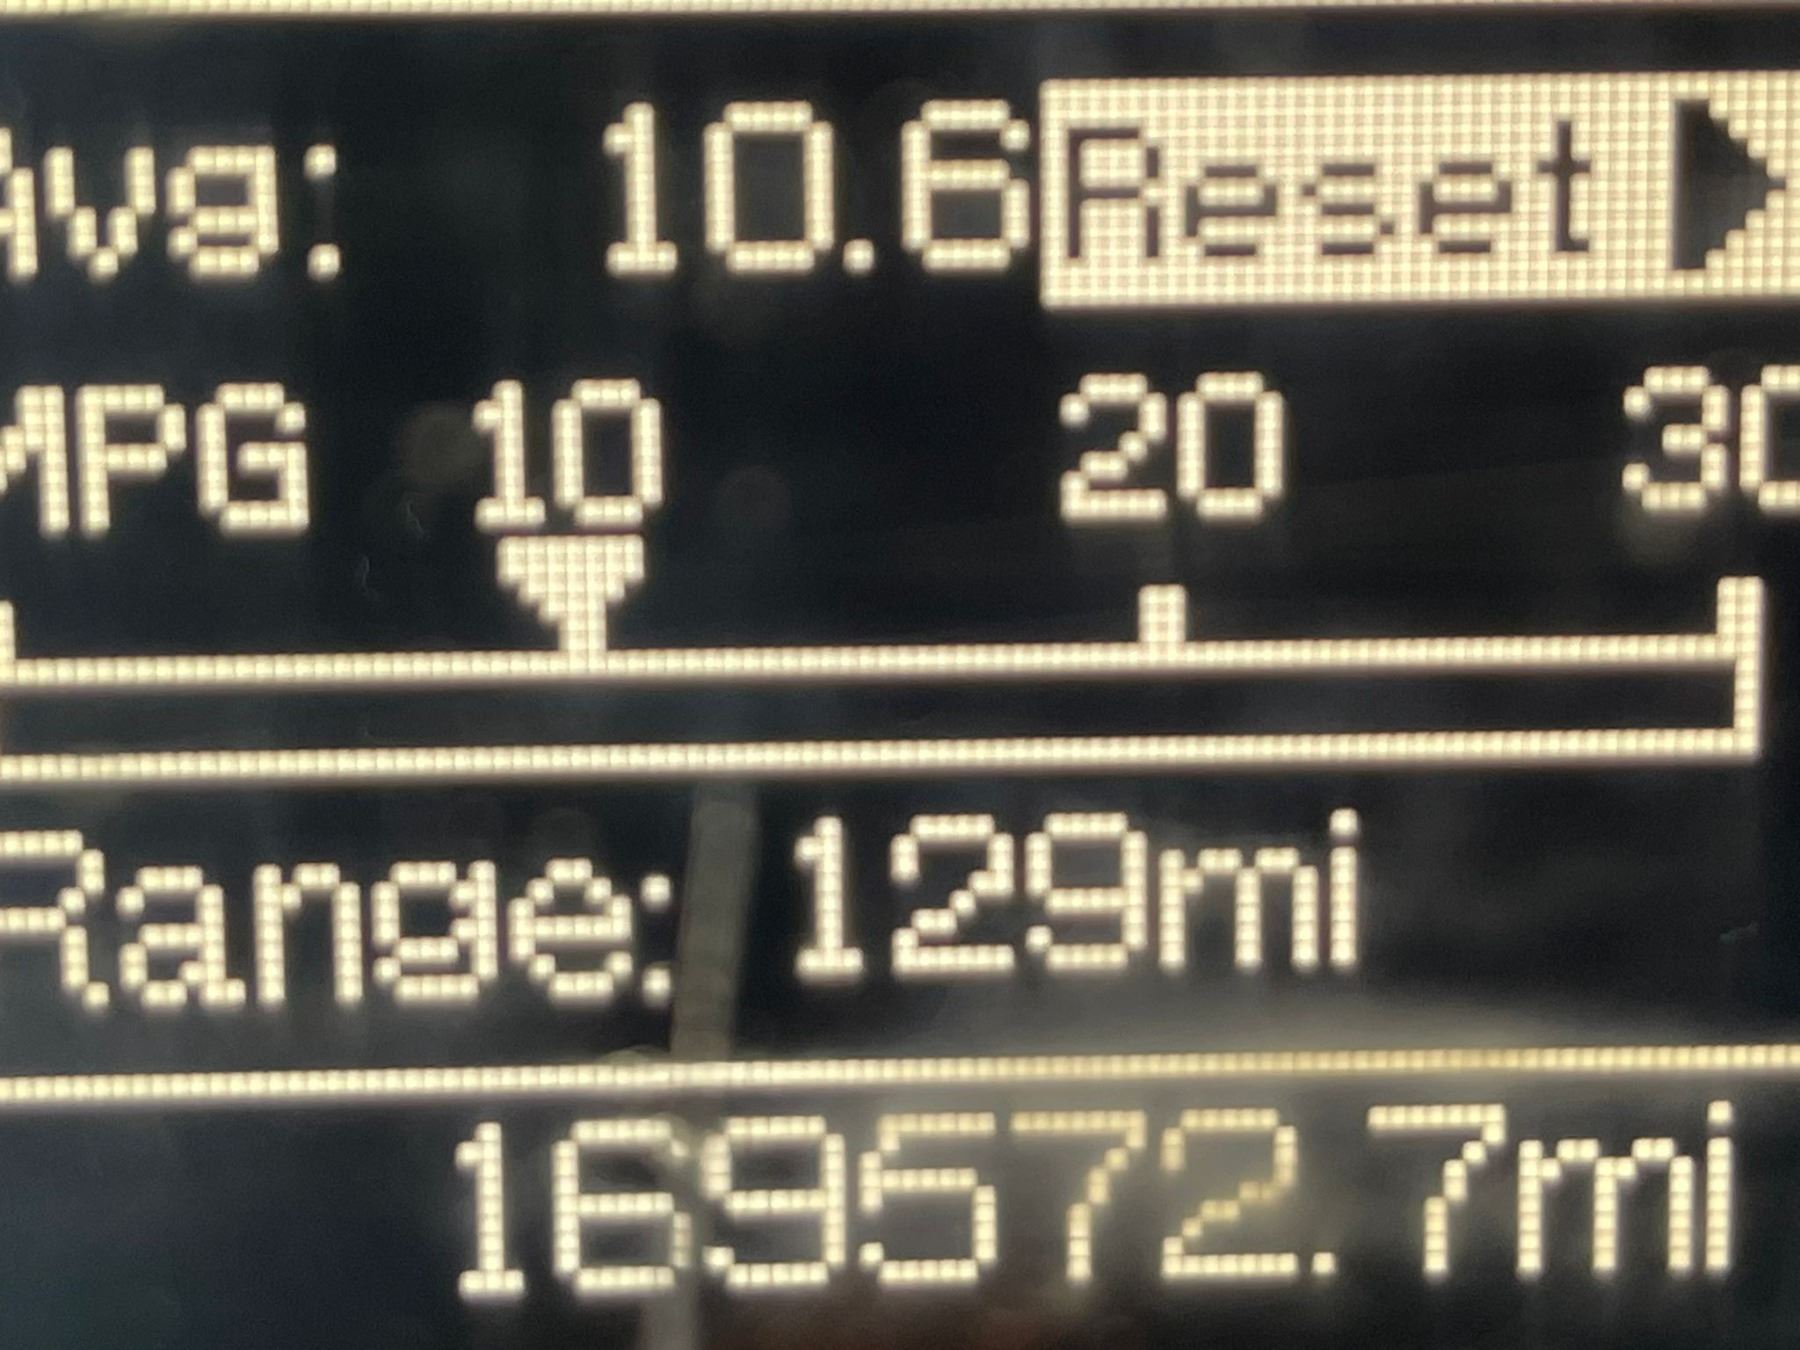 Avg: 10.6 Reset
MPG 10 20 30
Range: 129mi
169572.7mi